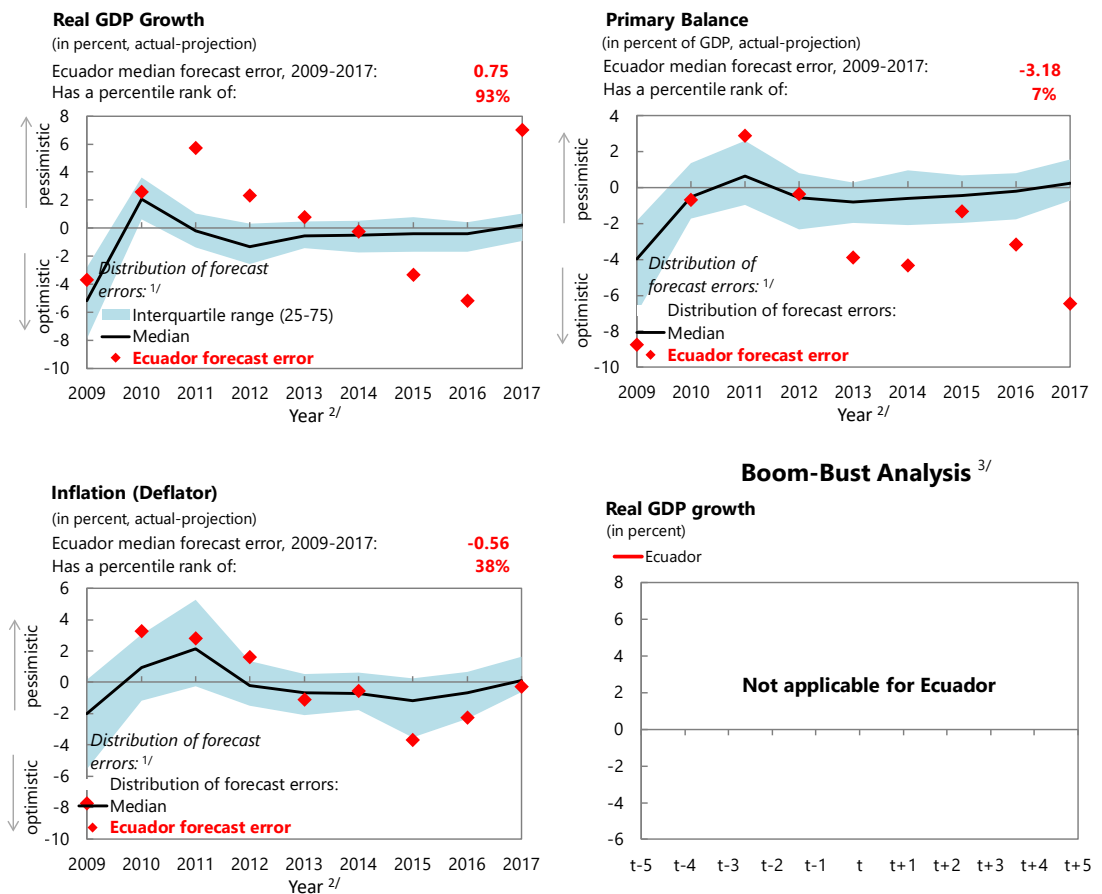 Real GDP Growth
(in percent, actual-projection)
Ecuador median forecast error, 2009-2017: 0.75
Has a percentile rank of: 93%
pessimistic
optimistic
8
6
4
2
0
-2
-4
-6
-8
-10
Distribution of forecast
errors: 1/
Interquartile range (25-75)
Median
Ecuador forecast error
2009 2010 2011 2012 2013 2014 2015 2016 2017
Year 2/
Primary Balance
(in percent of GDP, actual-projection)
Ecuador median forecast error, 2009-2017: -3.18
Has a percentile rank of: 7%
pessimistic
optimistic
4
2
0
-2
-4
-6
-8
-10
Distribution of
forecast errors: 1/
Distribution of forecast errors:
Median
Ecuador forecast error
2009 2010 2011 2012 2013 2014 2015 2016 2017
Year 2/
Inflation (Deflator)
(in percent, actual-projection)
Ecuador median forecast error, 2009-2017: -0.56
Has a percentile rank of: 38%
pessimistic
optimistic
6
4
2
0
-2
-4
-6
-8
-10
Distribution of forecast
errors: 1/
Distribution of forecast errors:
Median
Ecuador forecast error
2009 2010 2011 2012 2013 2014 2015 2016 2017
Year 2/
Boom-Bust Analysis 3/
Real GDP growth
(in percent)
Ecuador
8
6
4
2
0
-2
-4
-6
Not applicable for Ecuador
t-5 t-4 t-3 t-2 t-1 t t+1 t+2 t+3 t+4 t+5